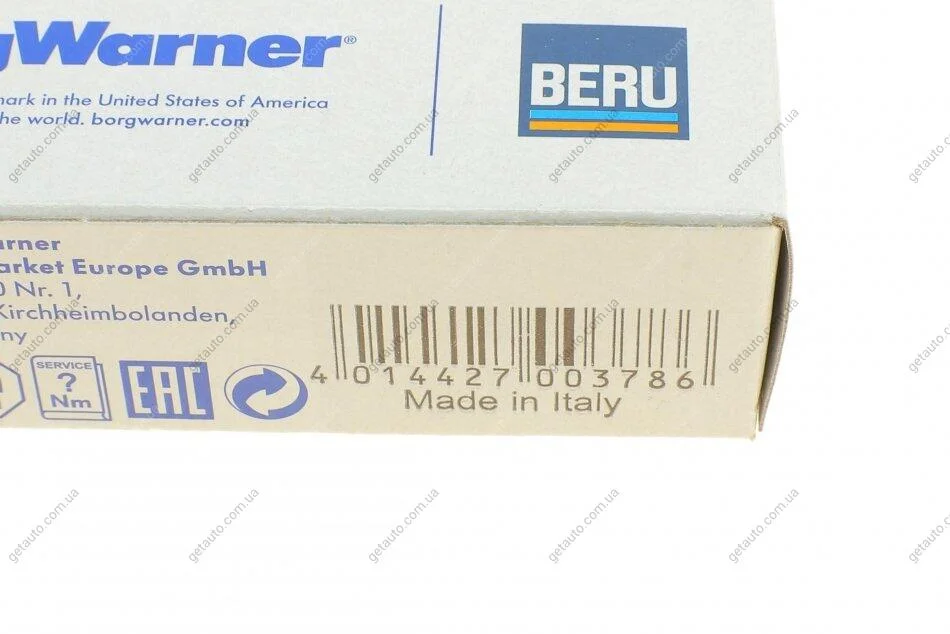 gWarner®
mark in the United States of America
the world. borgwarner.com
BERU
arner
arket Europe GmbH
0 Nr. 1,
Kirchheimbolanden,
ny
SERVICE
?
Nm
EAC
4 014427 003786
Made in Italy
getauto.com.ua